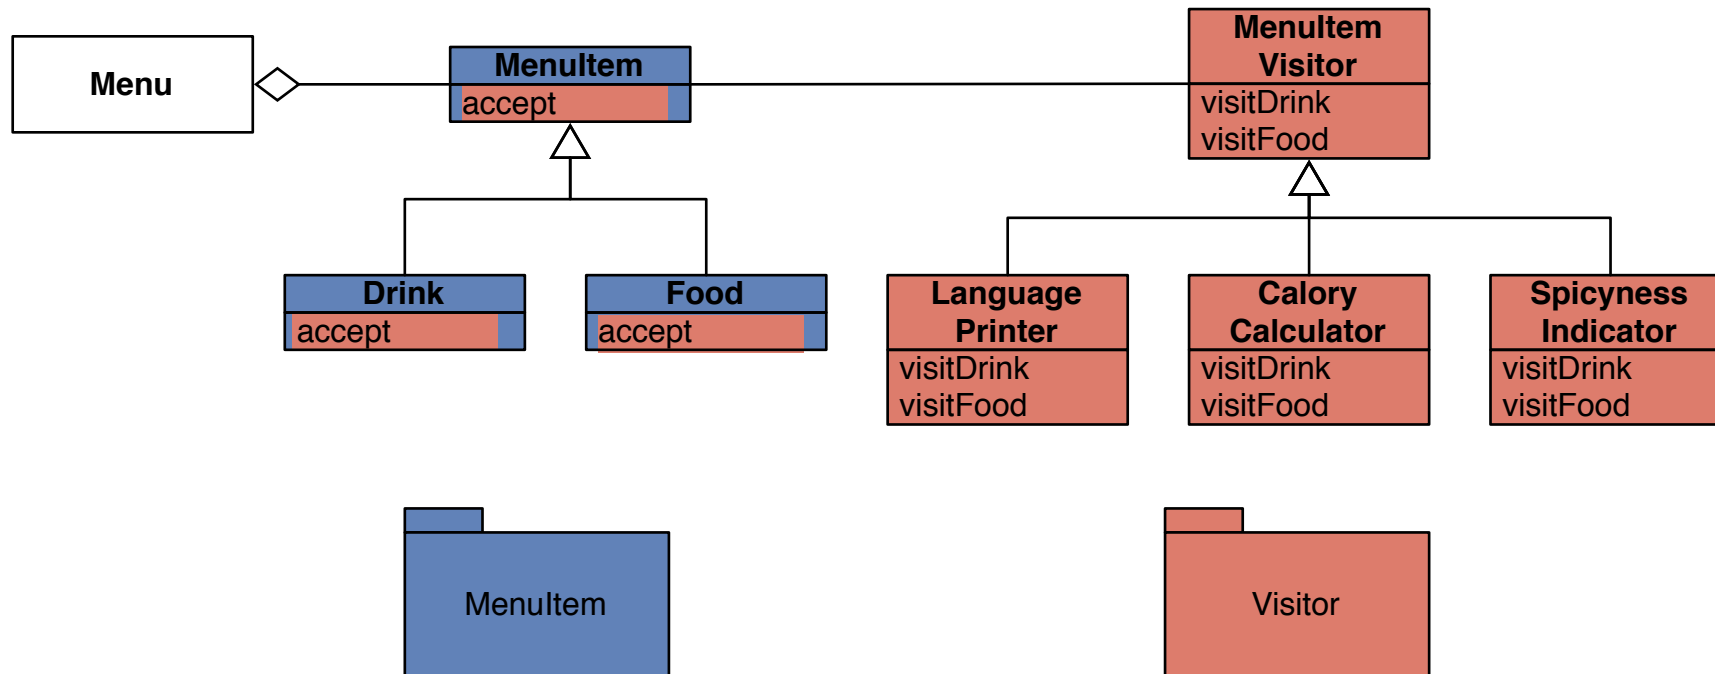 Menu
MenuItem
accept
MenuItem
Visitor
visitDrink
visitFood
Drink
accept
Food
accept
Language
Printer
visitDrink
visitFood
Calory
Calculator
visitDrink
visitFood
Spicyness
Indicator
visitDrink
visitFood
MenuItem
Visitor